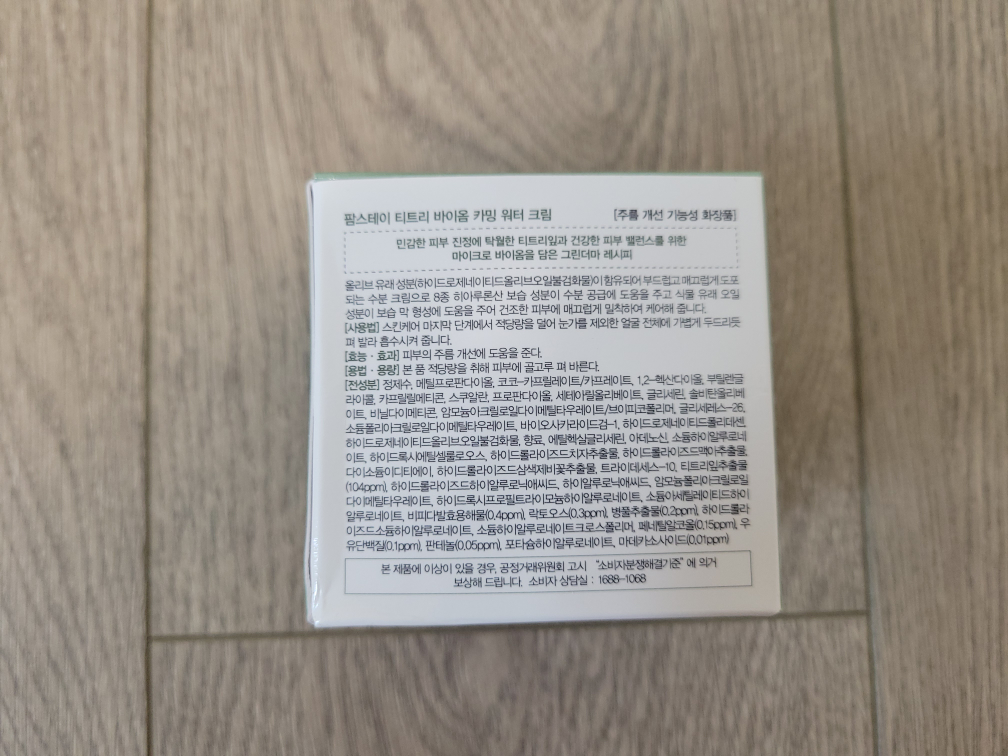 팜스테이 티트리 바이옴 카밍 워터 크림 [주름 개선 기능성 화장품]
민감한 피부 진정에 탁월한 티트리잎과 건강한 피부 밸런스를 위한
마이크로 바이옴을 담은 그린더마 레시피
올리브 유래 성분(하이드로제네이티드올리브오일불검화물)이 함유되어 부드럽고 매끄럽게 도포
되는 수분 크림으로 8종 히아루론산 보습 성분이 수분 공급에 도움을 주고 식물 유래 오일
성분이 보습 막 형성에 도움을 주어 건조한 피부에 매끄럽게 밀착하여 케어해 줍니다.
[사용법] 스킨케어 마지막 단계에서 적당량을 덜어 눈가를 제외한 얼굴 전체에 가볍게 두드리듯
펴 발라 흡수시켜 줍니다.
[효능 · 효과] 피부의 주름 개선에 도움을 준다.
[용법 · 용량] 본 품 적당량을 취해 피부에 골고루 펴 바른다.
[전성분] 정제수, 메틸프로판다이올, 코코-카프릴레이트/카프레이트, 1,2-헥산다이올, 부틸렌글
라이콜, 카프릴릴메티콘, 스쿠알란, 프로판다이올, 세테아릴올리베이트, 글리세린, 솔비탄올리베
이트, 비닐다이메티콘, 암모늄아크릴로일다이메틸타우레이트/브이피코폴리머, 글리세레스-26,
소듐폴리아크릴로일다이메틸타우레이트, 바이오사카라이드검-1, 하이드로제네이티드폴리데센,
하이드로제네이티드올리브오일불검화물, 향료, 에틸헥실글리세린, 아데노신, 소듐하이알루로네
이트, 하이드록시에틸셀룰로오스, 하이드롤라이즈드치자추출물, 하이드롤라이즈드맥아추출물,
다이소듐이디티에이, 하이드롤라이즈드삼색제비꽃추출물, 트라이데세스-10, 티트리잎추출물
(104ppm), 하이드롤라이즈드하이알루로닉애씨드, 하이알루로닉애씨드, 암모늄폴리아크릴로일
다이메틸타우레이트, 하이드록시프로필트라이모늄하이알루로네이트, 소듐아세틸레이티드하이
알루로네이트, 비피다발효용해물(0.4ppm), 락토오스(0.3ppm), 병풀추출물(0.2ppm), 하이드롤라
이즈드소듐하이알루로네이트, 소듐하이알루로네이트크로스폴리머, 페네틸알코올(0.15ppm), 우
유단백질(0.1ppm), 판테놀(0.05ppm), 포타슘하이알루로네이트, 마데카소사이드(0.01ppm)
본 제품에 이상이 있을 경우, 공정거래위원회 고시 "소비자분쟁해결기준"에 의거
보상해 드립니다. 소비자 상담실 : 1688-1068